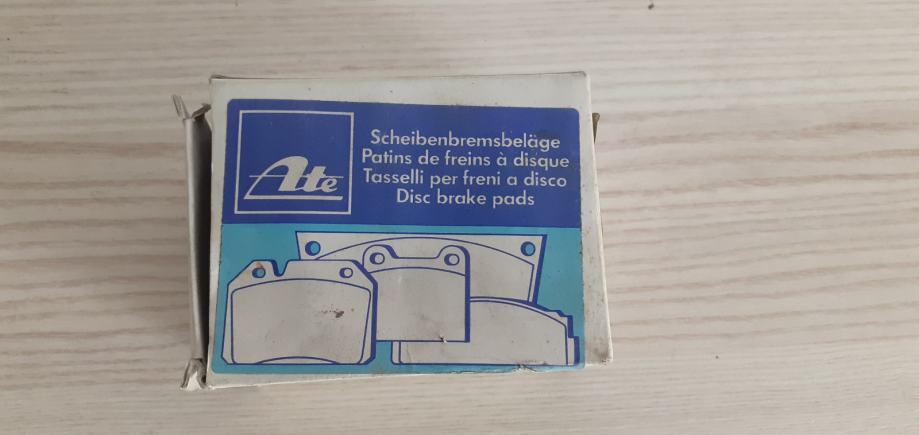 Ate
Scheibenbremsbeläge
Patins de freins à disque
Tasselli per freni a disco
Disc brake pads